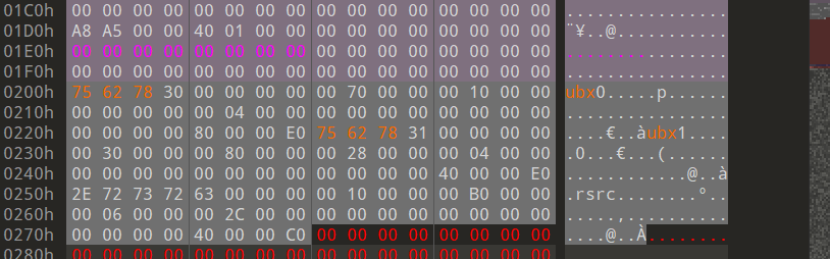 01C0h 00 00 00 00 00 00 00 00 00 00 00 00 00 00 00 00 ................
01D0h A8 A5 00 00 40 01 00 00 00 00 00 00 00 00 00 00 ¨¥..@...........
01E0h 00 00 00 00 00 00 00 00 00 00 00 00 00 00 00 00 ................
01F0h 00 00 00 00 00 00 00 00 00 00 00 00 00 00 00 00 ................
0200h 75 62 78 30 00 00 00 00 00 70 00 00 00 10 00 00 ubx0.....p......
0210h 00 00 00 00 00 04 00 00 00 00 00 00 00 00 00 00 ................
0220h 00 00 00 00 80 00 00 E0 75 62 78 31 00 00 00 00 ....€..àubx1....
0230h 00 30 00 00 00 80 00 00 00 28 00 00 00 04 00 00 .0...€...(......
0240h 00 00 00 00 00 00 00 00 00 00 00 00 40 00 00 E0 ............@..à
0250h 2E 72 73 72 63 00 00 00 00 10 00 00 00 B0 00 00 .rsrc........°..
0260h 00 06 00 00 00 2C 00 00 00 00 00 00 00 00 00 00 .....,..........
0270h 00 00 00 00 40 00 00 C0 00 00 00 00 00 00 00 00 ....@..À........
0280h 00 00 00 00 00 00 00 00 00 00 00 00 00 00 00 00